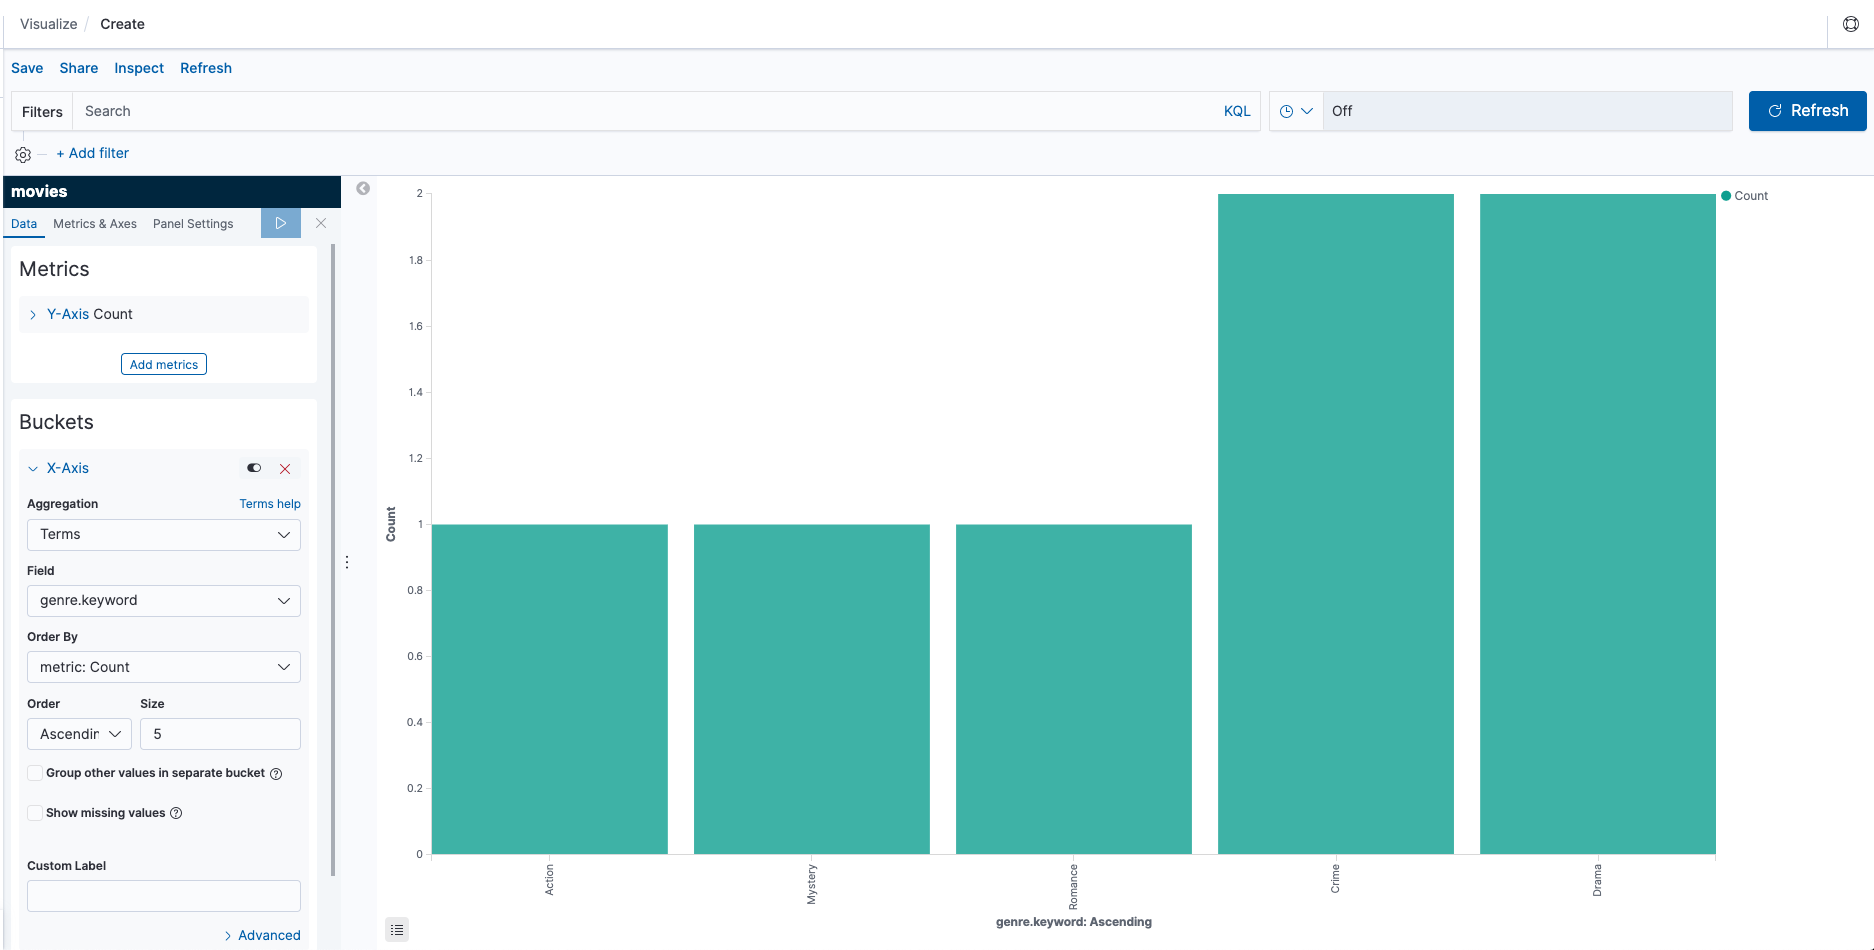 Visualize / Create
Save Share Inspect Refresh
Filters Search KQL Off Refresh
+ Add filter
movies
Data Metrics & Axes Panel Settings
Metrics
Y-Axis Count
Add metrics
Buckets
X-Axis
Aggregation Terms help
Terms
Field
genre.keyword
Order By
metric: Count
Order Size
Ascendin 5
Group other values in separate bucket
Show missing values
Custom Label
Advanced
2
1.8
1.6
1.4
1.2
1
0.8
0.6
0.4
0.2
0
Count
Action
Mystery
Romance
Crime
Drama
genre.keyword: Ascending
Count